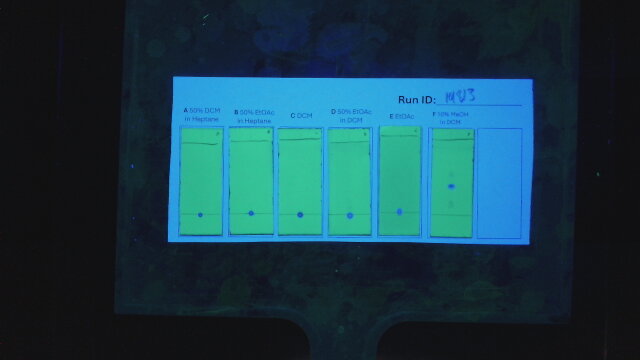 Run ID:
A 50% DCM
in Heptane
B 50% EtOAc
in Heptane
C DCM
D 50% EtOAc
in DCM
E EtOAc
F 10% MeOH
in DCM